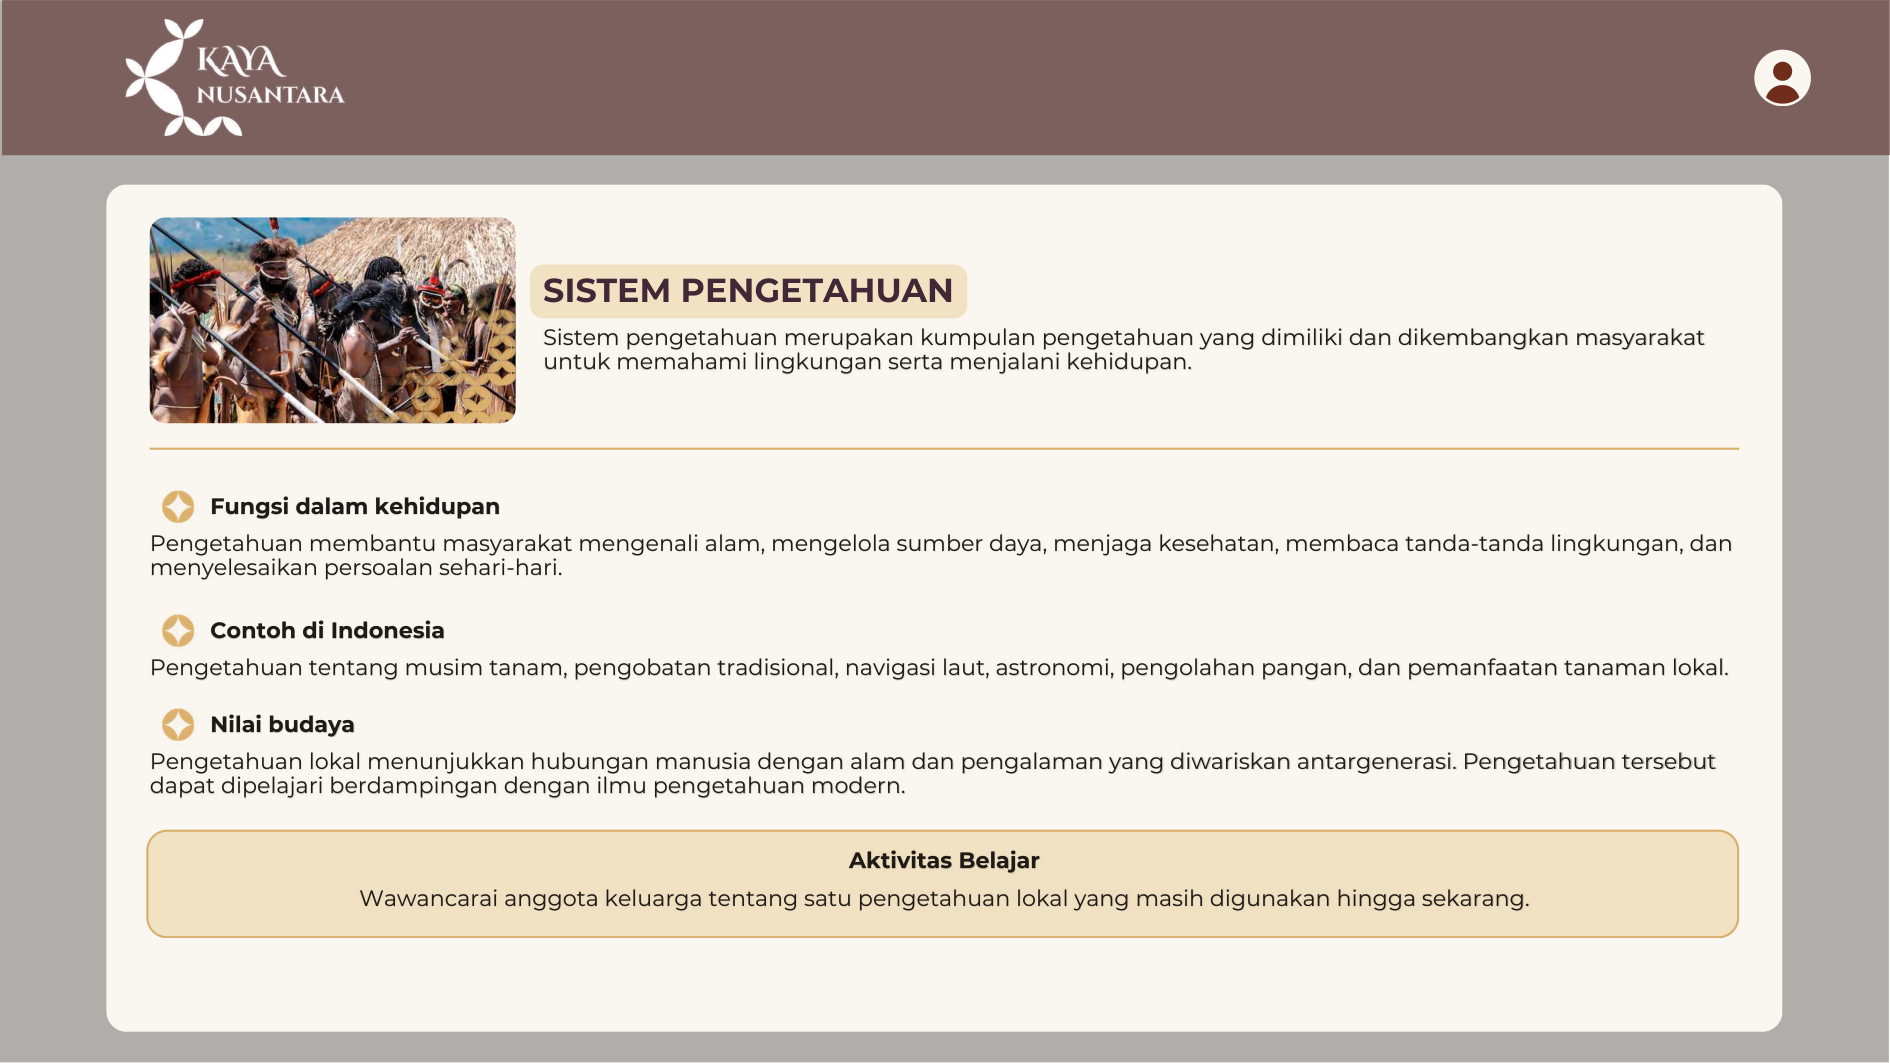 KAYA
NUSANTARA
SISTEM PENGETAHUAN
Sistem pengetahuan merupakan kumpulan pengetahuan yang dimiliki dan dikembangkan masyarakat
untuk memahami lingkungan serta menjalani kehidupan.
Fungsi dalam kehidupan
Pengetahuan membantu masyarakat mengenali alam, mengelola sumber daya, menjaga kesehatan, membaca tanda-tanda lingkungan, dan
menyelesaikan persoalan sehari-hari.
Contoh di Indonesia
Pengetahuan tentang musim tanam, pengobatan tradisional, navigasi laut, astronomi, pengolahan pangan, dan pemanfaatan tanaman lokal.
Nilai budaya
Pengetahuan lokal menunjukkan hubungan manusia dengan alam dan pengalaman yang diwariskan antargenerasi. Pengetahuan tersebut
dapat dipelajari berdampingan dengan ilmu pengetahuan modern.
Aktivitas Belajar
Wawancarai anggota keluarga tentang satu pengetahuan lokal yang masih digunakan hingga sekarang.